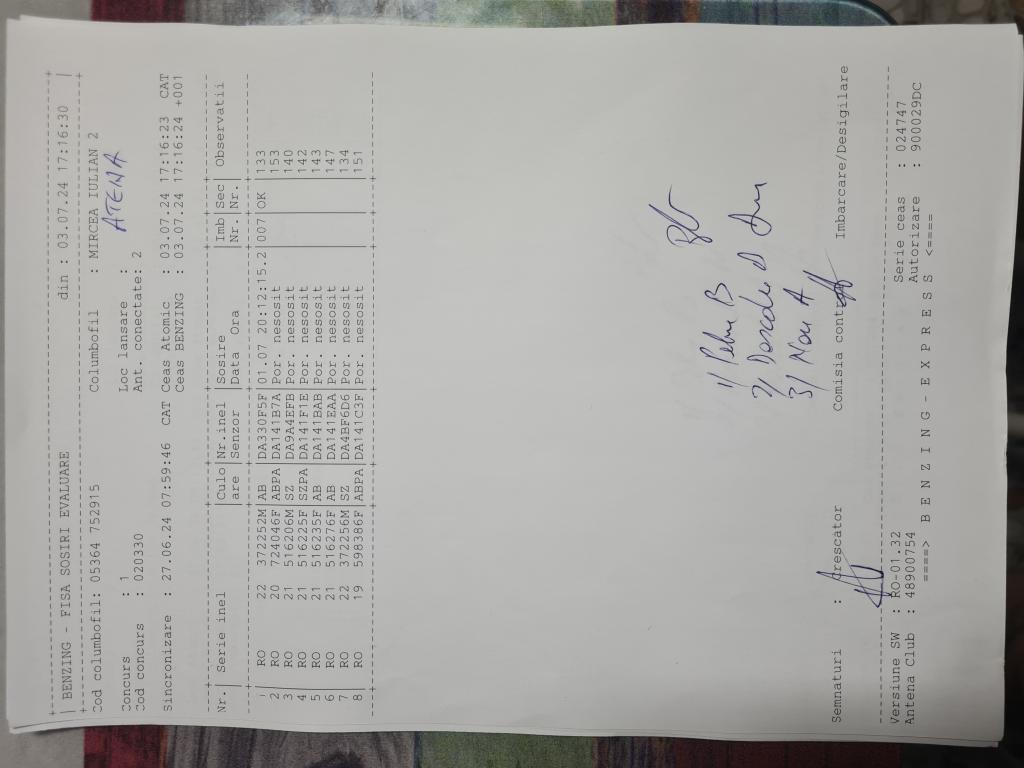 +-----------------------------------------------------------------+
| BENZING - FISA SOSIRI EVALUARE din : 03.07.24 17:16:30 |
+-----------------------------------------------------------------+
Cod columbofil: 05364 752915 Columbofil : MIRCEA IULIAN 2
ATENA
Concurs : 1 Loc lansare :
Cod concurs : 020330 Ant. conectate: 2
Sincronizare : 27.06.24 07:59:46 CAT Ceas Atomic : 03.07.24 17:16:23 CAT
Ceas BENZING : 03.07.24 17:16:24 +001
Nr.| Serie inel |Culo|Nr.inel |Sosire |Imb|Sec| Observatii
|are |Senzor |Data Ora |Nr.|Nr.|
1 RO 22 372252M|AB |DA330F5F|01.07 20:12:15.2|007|OK | 133
2 RO 20 724046F|ABPA|DA141B7A|Por. nesosit | | | 153
3 RO 21 516206M|SZ |DA9A4EFB|Por. nesosit | | | 140
4 RO 21 516225F|SZPA|DA141F1E|Por. nesosit | | | 142
5 RO 21 516235F|AB |DA141BAB|Por. nesosit | | | 143
6 RO 21 516276F|AB |DA141EAA|Por. nesosit | | | 147
7 RO 22 372256M|SZ |DA4BF6D6|Por. nesosit | | | 134
8 RO 19 598386F|ABPA|DA141C3F|Por. nesosit | | | 151
1)
2)
3)
Semnaturi : Crescator Comisia control Imbarcare/Desigilare
Versiune SW : RO-01.32 Serie ceas : 024747
Antena Club : 48900754 Autorizare : 900029DC
====> B E N Z I N G - E X P R E S S <====